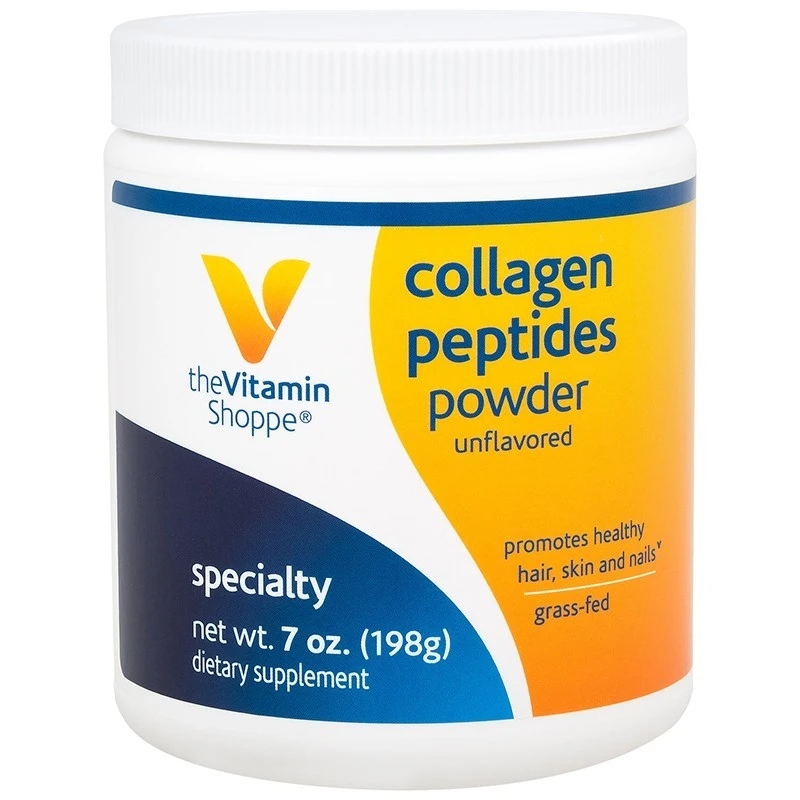 theVitamin
Shoppe®
collagen
peptides
powder
unflavored
promotes healthy
hair, skin and nails˅
grass-fed
specialty
net wt. 7 oz. (198g)
dietary supplement